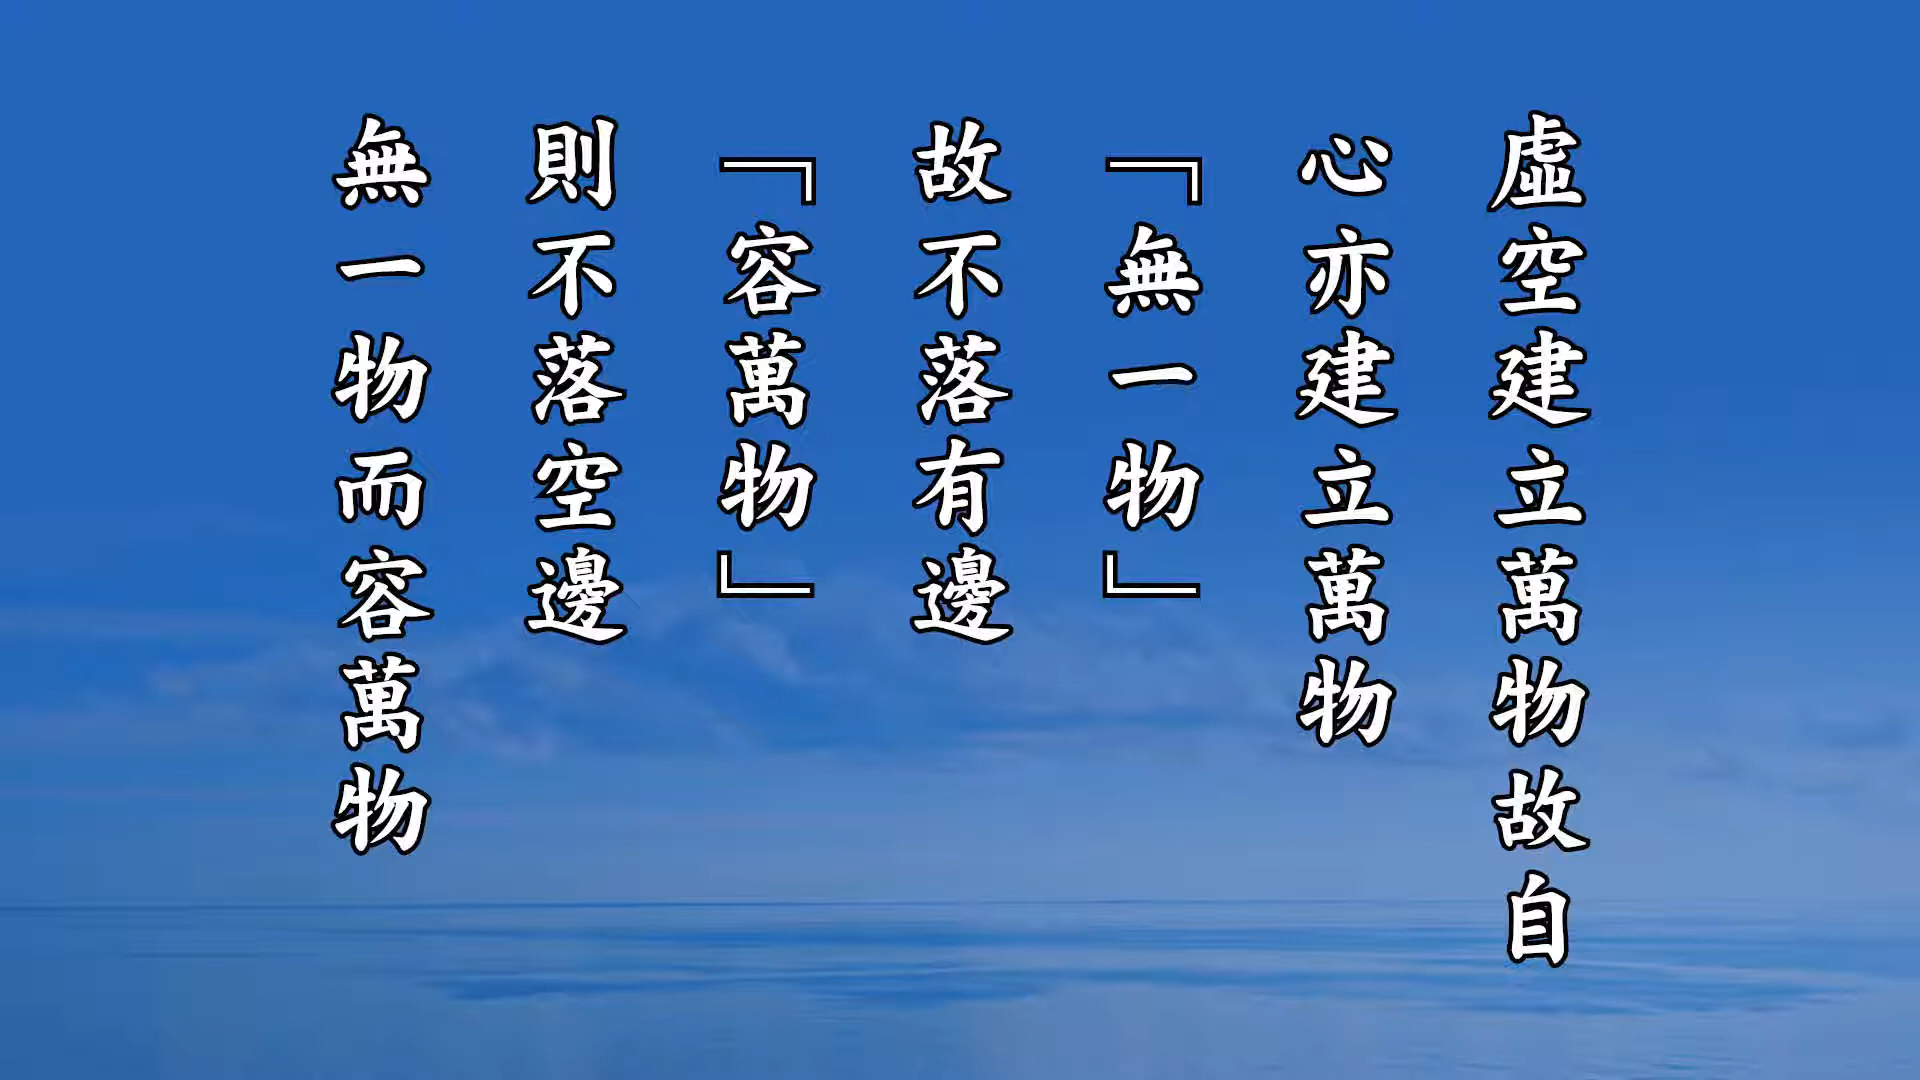 虛空建立萬物故自
心亦建立萬物
「無一物」
故不落有邊
「容萬物」
則不落空邊
無一物而容萬物